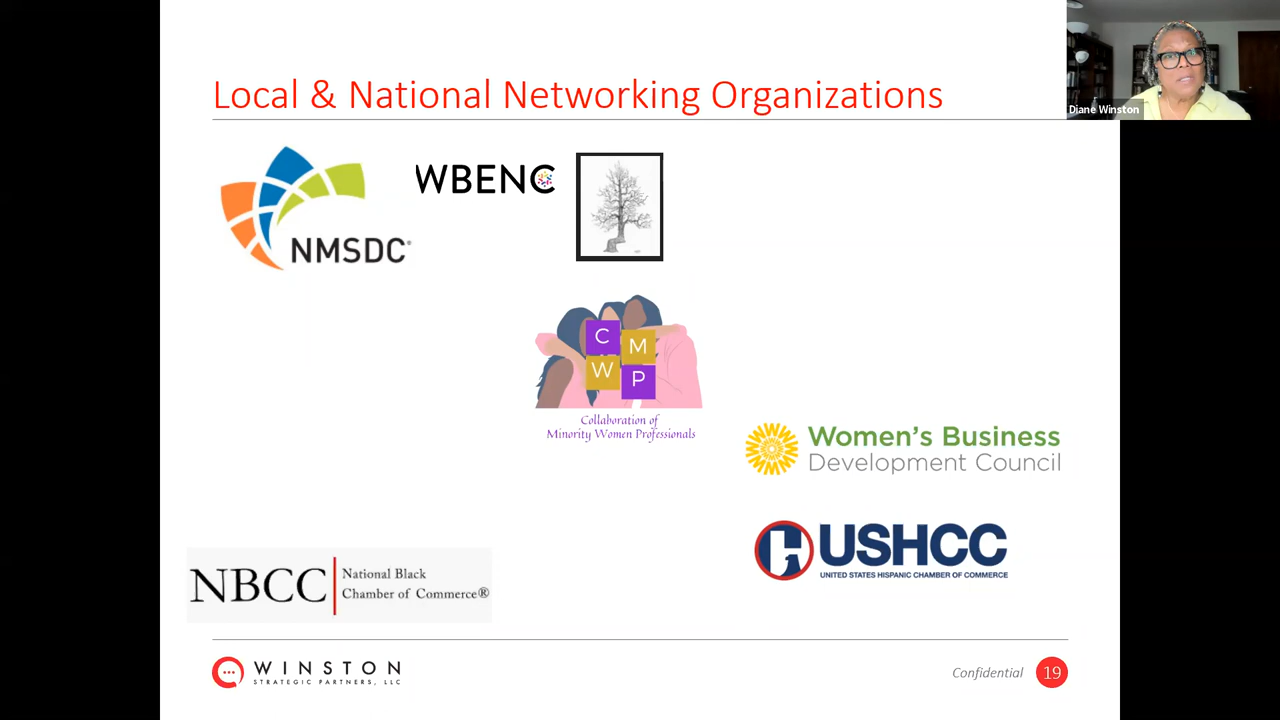 Local & National Networking Organizations
Diane Winston
NMSDC®
WBENC
C
M
W
P
Collaboration of
Minority Women Professionals
Women's Business
Development Council
USHCC
UNITED STATES HISPANIC CHAMBER OF COMMERCE
NBCC
National Black
Chamber of Commerce®
WINSTON
STRATEGIC PARTNERS, LLC
Confidential
19